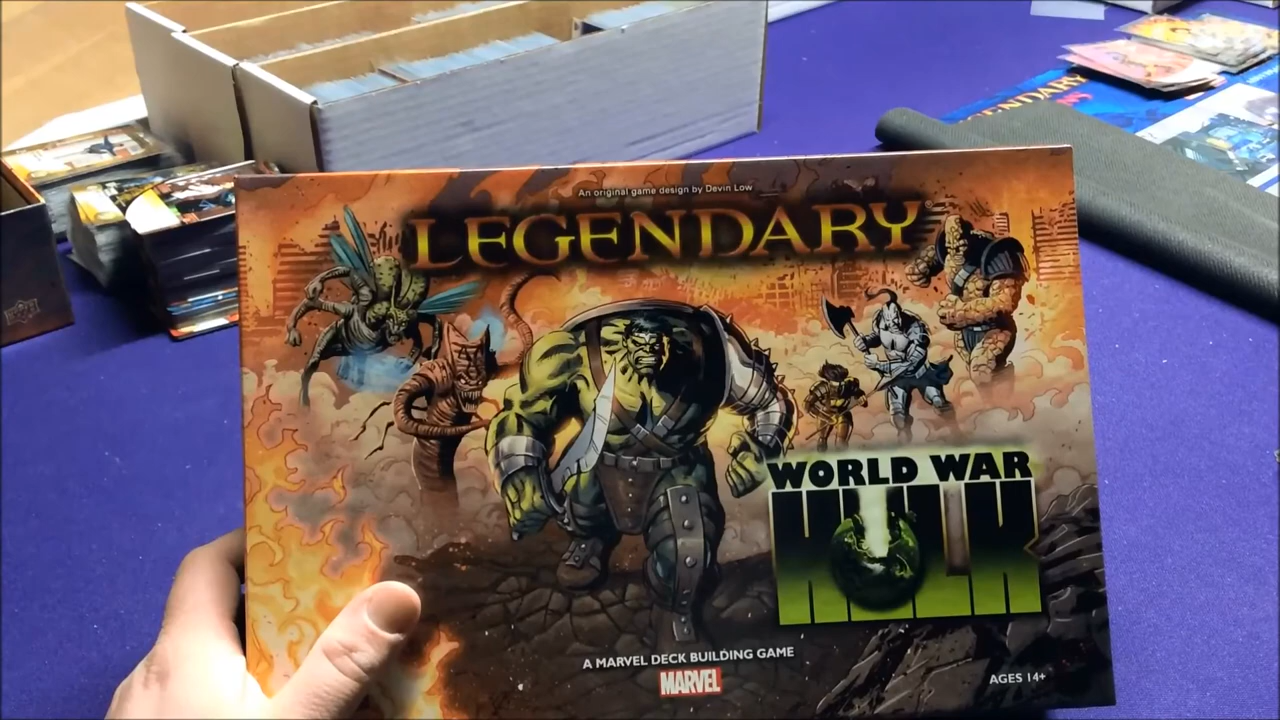 An original game design by Devin Low
LEGENDARY®
WORLD WAR
HULK
A MARVEL DECK BUILDING GAME
MARVEL
AGES 14+
LEGENDARY